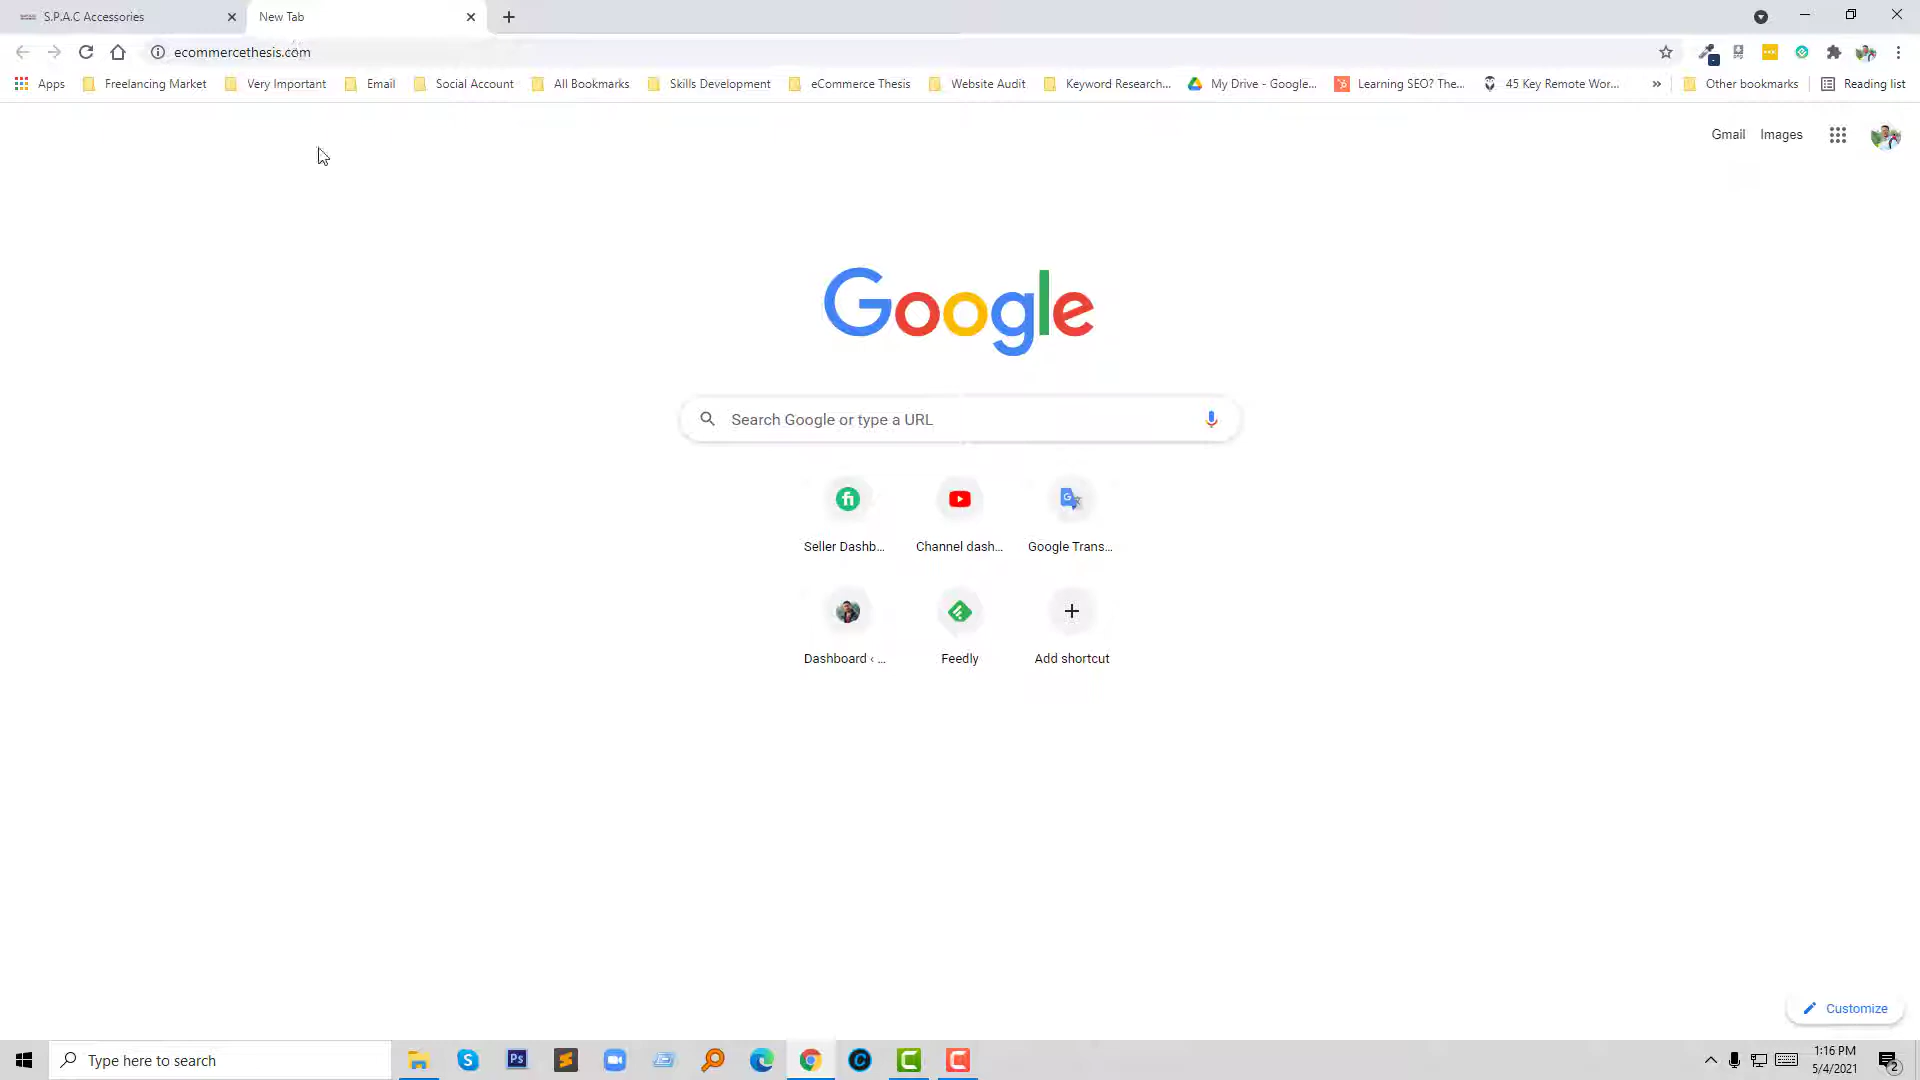 S.P.A.C Accessories
New Tab
ecommercethesis.com
Apps
Freelancing Market
Very Important
Email
Social Account
All Bookmarks
Skills Development
eCommerce Thesis
Website Audit
Keyword Research...
My Drive - Google...
Learning SEO? The...
45 Key Remote Wor...
»
Other bookmarks
Reading list
Gmail
Images
Google
Search Google or type a URL
Seller Dashb...
Channel dash...
Google Trans...
Dashboard ‹ ...
Feedly
Add shortcut
Customize
Type here to search
Ps
1:16 PM
5/4/2021
2